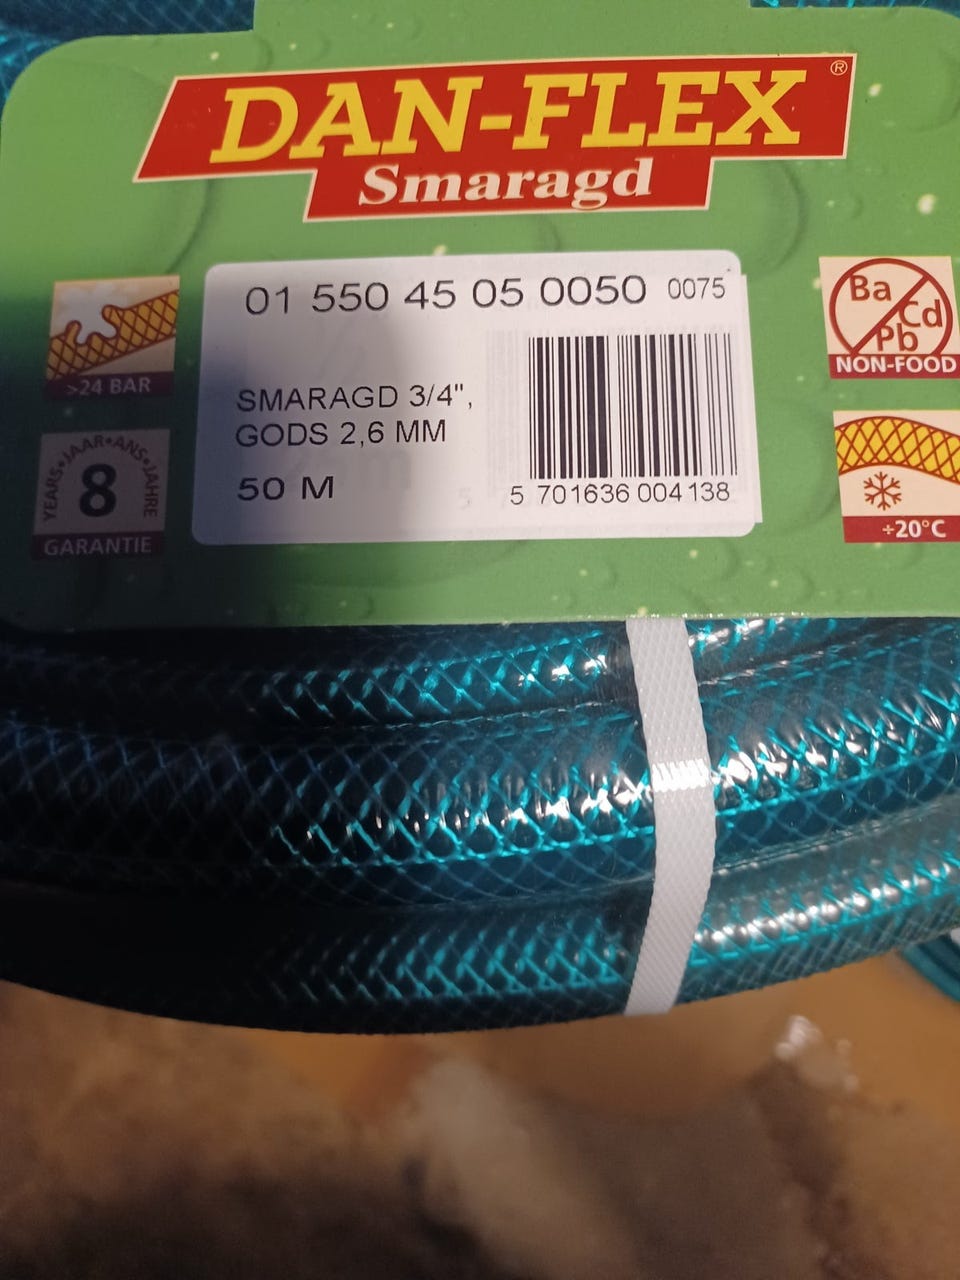 DAN-FLEX®
Smaragd
01 550 45 05 0050 0075
SMARAGD 3/4",
GODS 2,6 MM
50 M
5 701636 004138
>24 BAR
YEARS•JAAR•ANS•JAHRE
8
GARANTIE
Ba
Cd
Pb
NON-FOOD
÷20°C